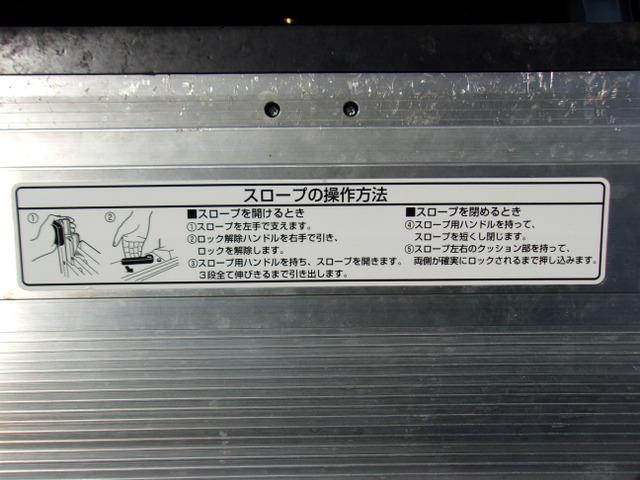 スロープの操作方法
① ②
■スロープを開けるとき
①スロープを左手で支えます。
②ロック解除ハンドルを右手で引き、
ロックを解除します。
③スロープ用ハンドルを持ち、スロープを開きます。
３段全て伸びきるまで引き出します。
■スロープを閉めるとき
④スロープ用ハンドルを持って、
スロープを短くし閉じます。
⑤スロープ左右のクッション部を持って、
両側が確実にロックされるまで押し込みます。